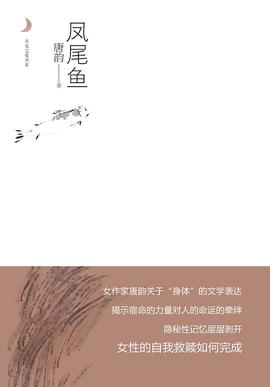 凤尾鱼
唐韵——著
女作家唐韵关于“身体”的文学表达
揭示宿命的力量对人的命运的牵绊
隐秘性记忆层层剥开
女性的自我救赎如何完成